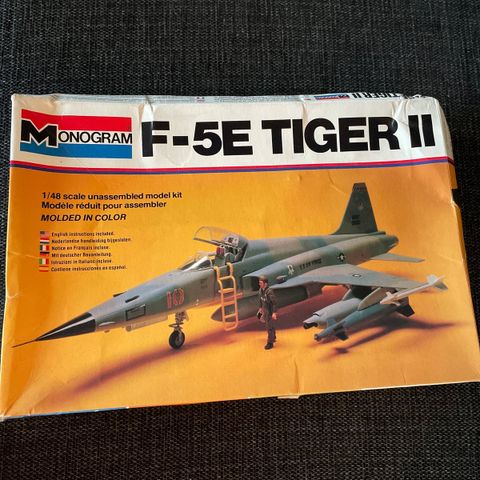 MONOGRAM
F-5E TIGER II
1/48 scale unassembled model kit
Modèle réduit pour assembler
MOLDED IN COLOR
English instructions included.
Nederlandse handleiding bijgesloten.
Notice en Français incluse.
Mit deutscher Bauanleitung.
Istruzioni in Italiano incluse.
Contiene instrucciones en español.
10